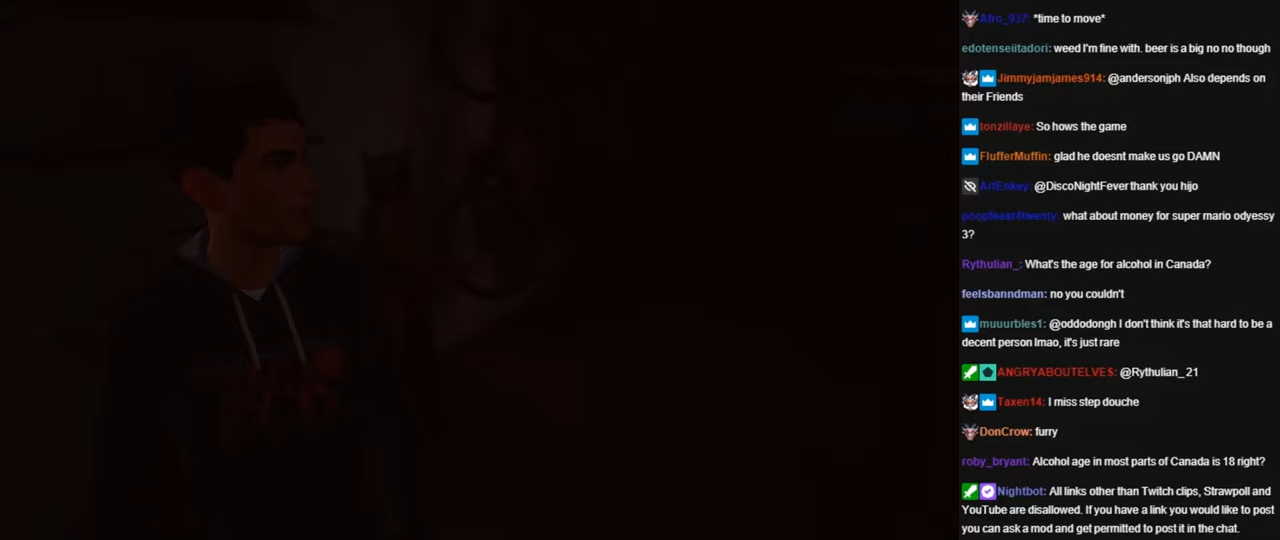 Afro_937: *time to move*
edotenseiitadori: weed I'm fine with. beer is a big no no though
Jimmyjamjames914: @andersonjph Also depends on
their Friends
tonzillaye: So hows the game
FlufferMuffin: glad he doesnt make us go DAMN
ArtEnkey: @DiscoNightFever thank you hijo
poopfeast4twenty: what about money for super mario odyessy
3?
Rythulian_: What's the age for alcohol in Canada?
feelsbanndman: no you couldn't
muuurbles1: @oddodongh I don't think it's that hard to be a
decent person lmao, it's just rare
ANGRYABOUTELVES: @Rythulian_ 21
Taxen14: I miss step douche
DonCrow: furry
roby_bryant: Alcohol age in most parts of Canada is 18 right?
Nightbot: All links other than Twitch clips, Strawpoll and
YouTube are disallowed. If you have a link you would like to post
you can ask a mod and get permitted to post it in the chat.